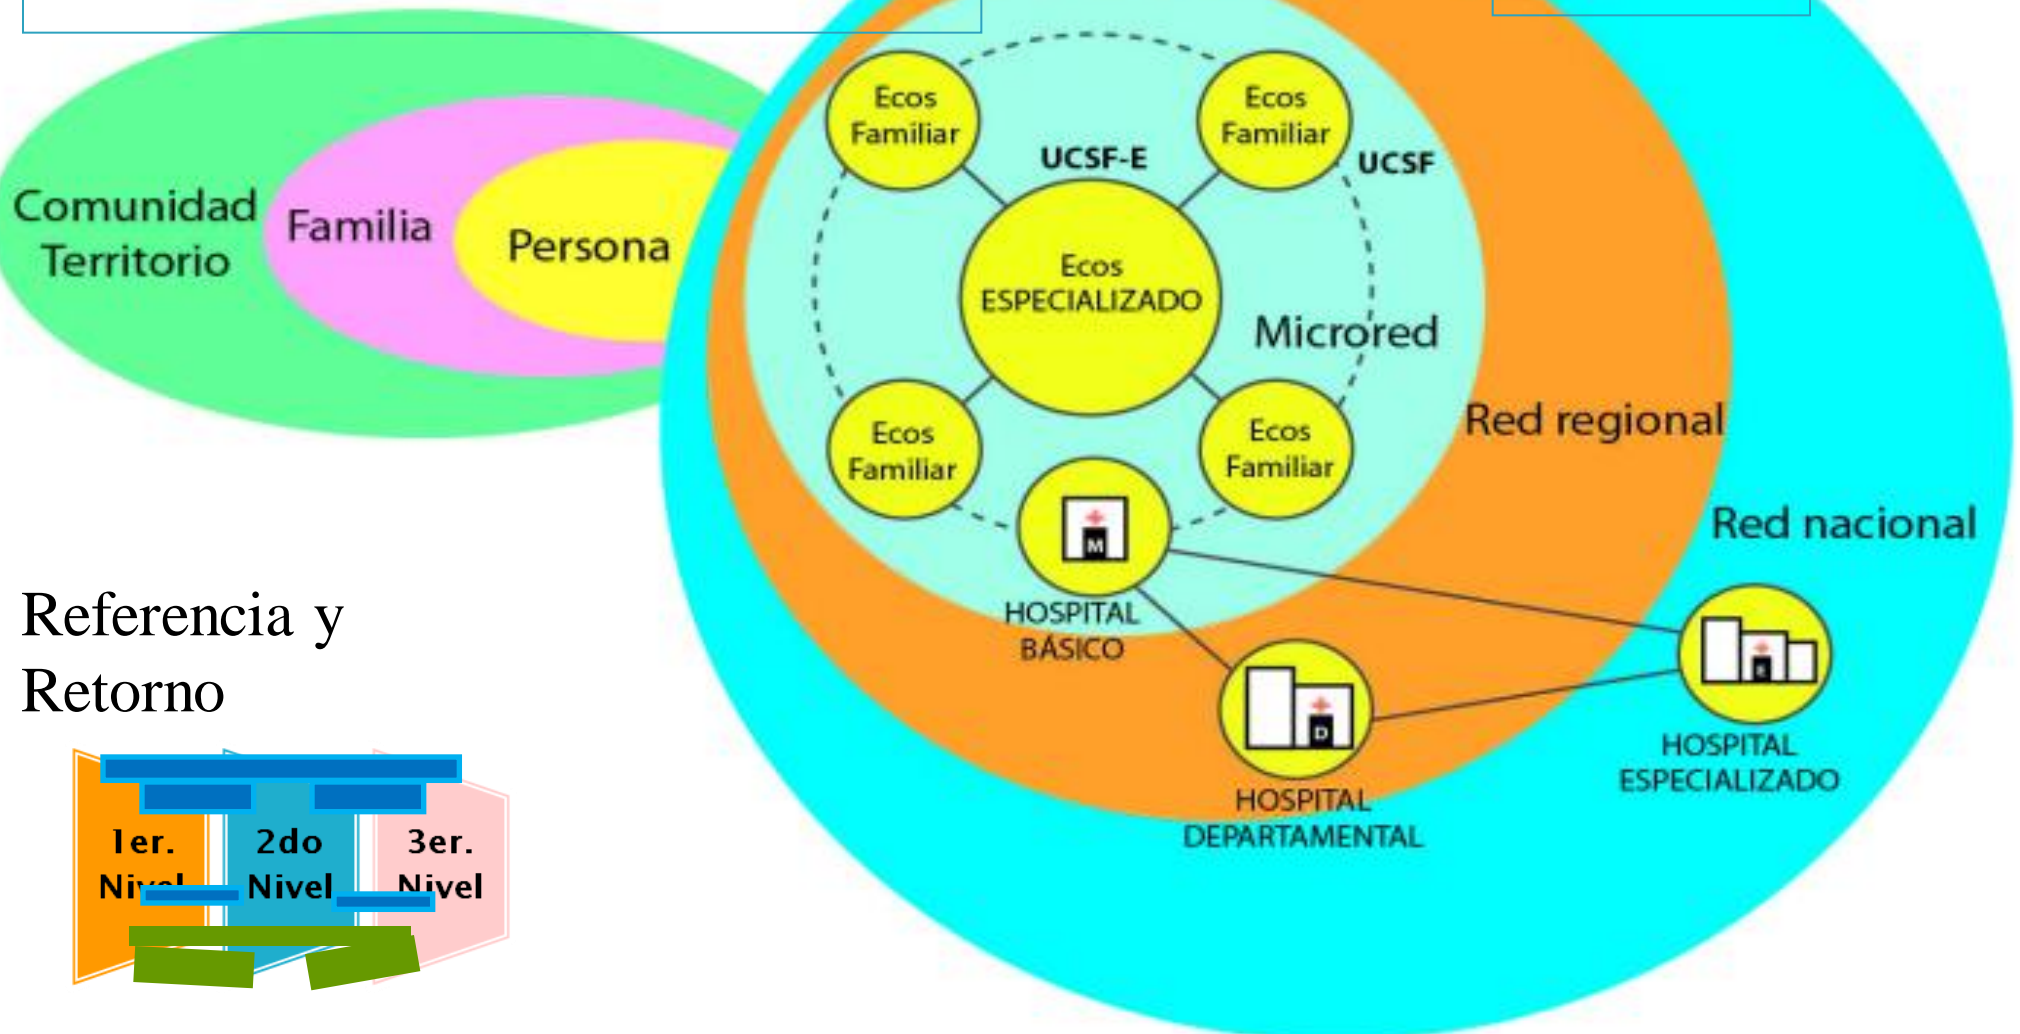 Ecos
Familiar
Ecos
Familiar
UCSF-E
UCSF
Comunidad
Territorio
Familia
Persona
Ecos
ESPECIALIZADO
Microred
Red regional
Ecos
Familiar
Ecos
Familiar
Red nacional
M
HOSPITAL
BÁSICO
Referencia y
Retorno
D
E
HOSPITAL
ESPECIALIZADO
HOSPITAL
DEPARTAMENTAL
1er.
Nivel
2do
Nivel
3er.
Nivel